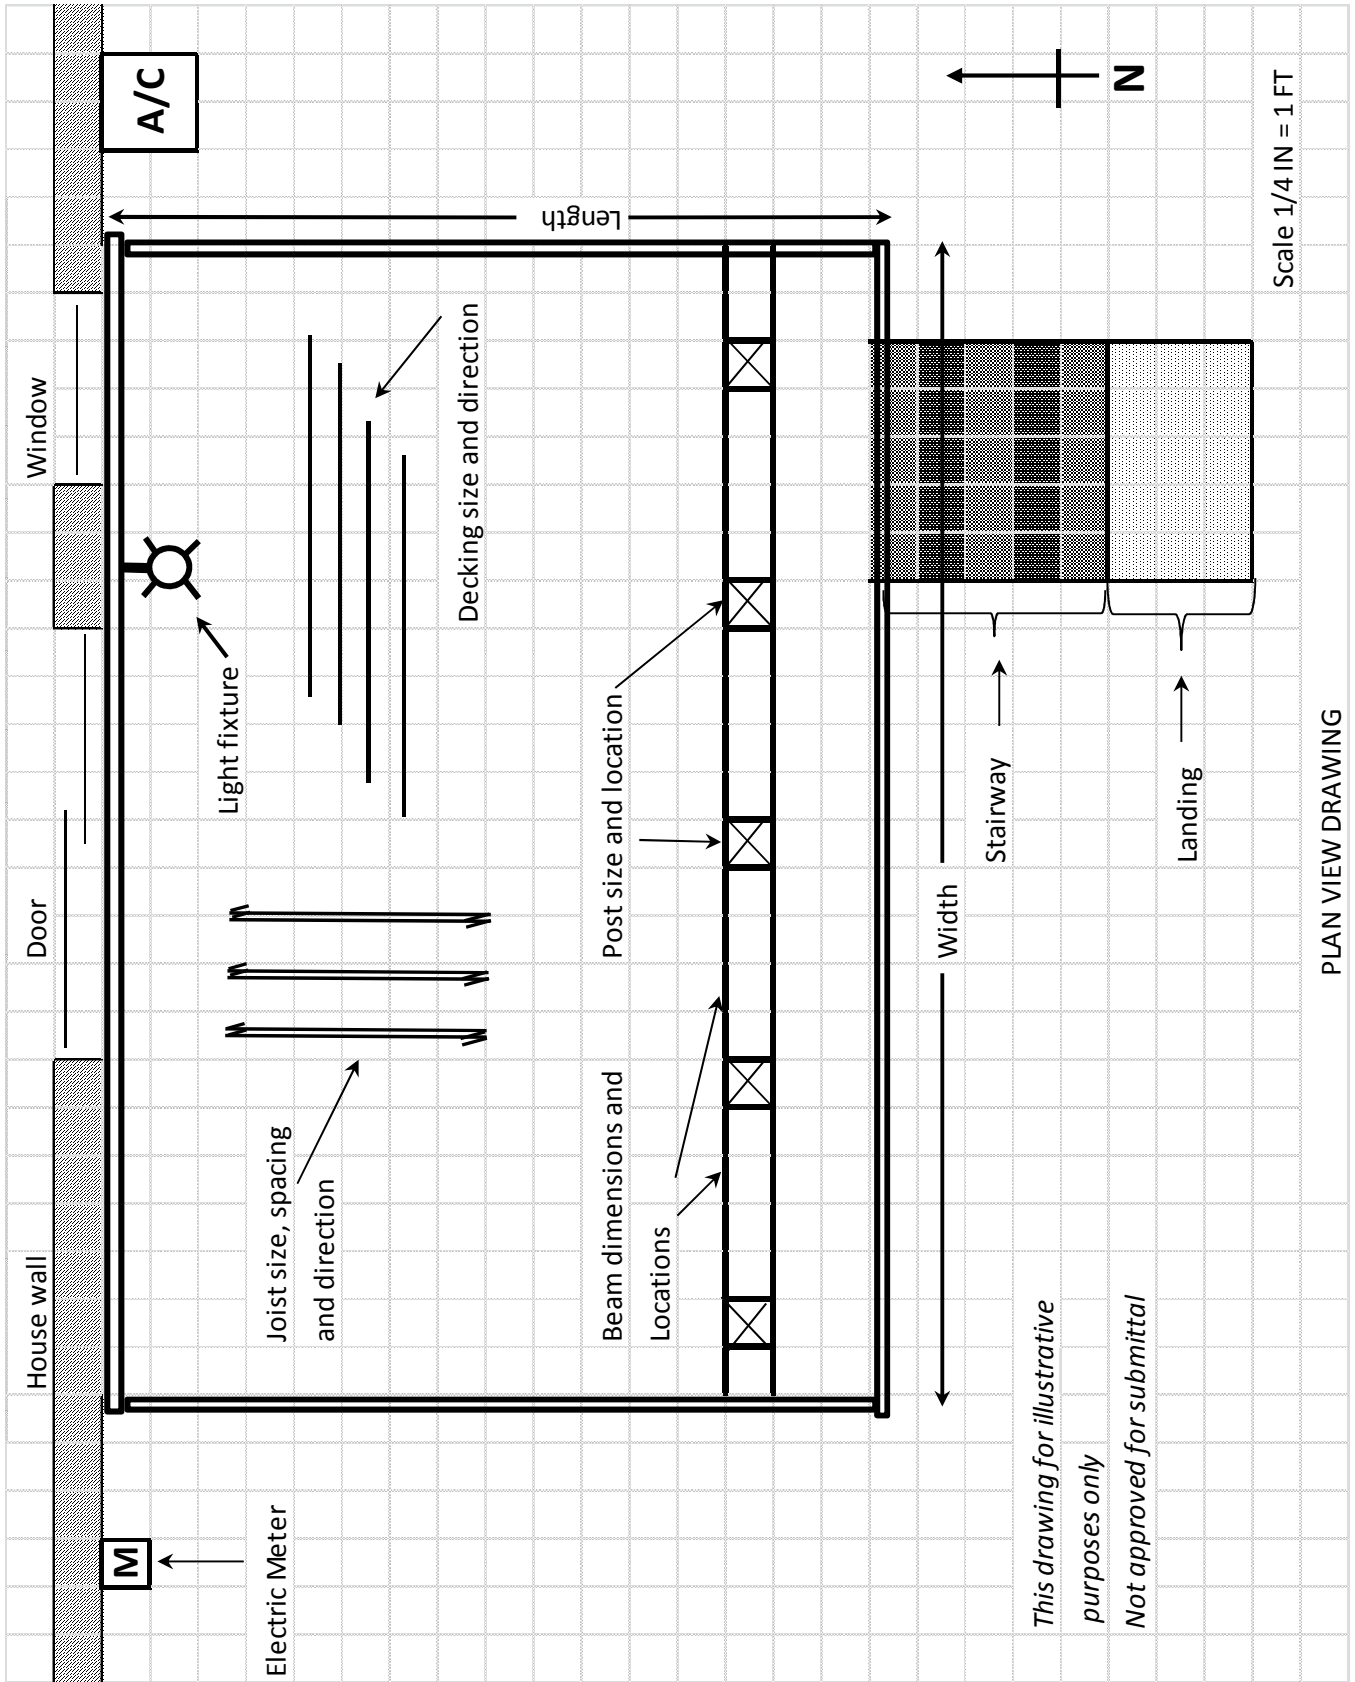 House wall
Door
Window
M
A/C
Electric Meter
Light fixture
Joist size, spacing
and direction
Decking size and direction
Length
Beam dimensions and
Locations
Post size and location
Width
Stairway
Landing
N
This drawing for illustrative
purposes only
Not approved for submittal
Scale 1/4 IN = 1 FT
PLAN VIEW DRAWING